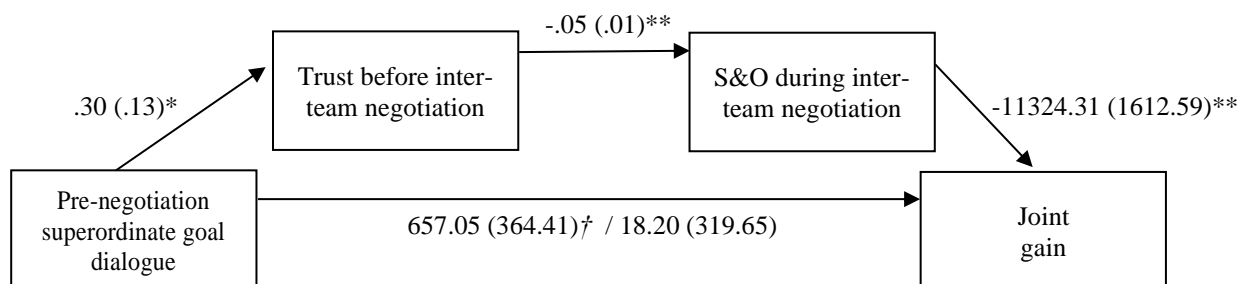 -.05 (.01)**
Trust before inter-
team negotiation
S&O during inter-
team negotiation
.30 (.13)*
-11324.31 (1612.59)**
Pre-negotiation
superordinate goal
dialogue
657.05 (364.41)† / 18.20 (319.65)
Joint
gain